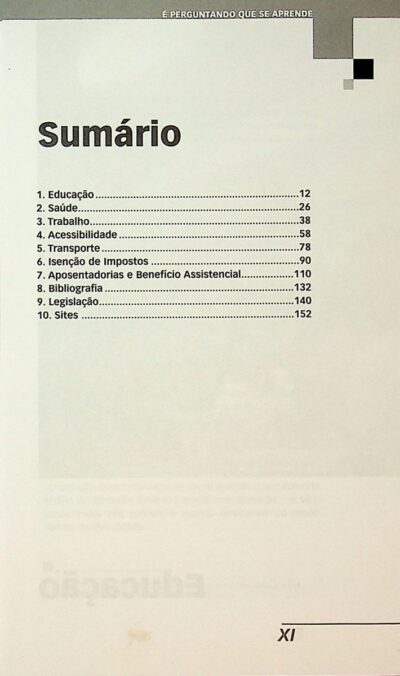 É PERGUNTANDO QUE SE APRENDE
Sumário
1. Educação..........................................................12
2. Saúde..............................................................26
3. Trabalho...........................................................38
4. Acessibilidade....................................................58
5. Transporte.........................................................78
6. Isenção de Impostos...........................................90
7. Aposentadorias e Benefício Assistencial................110
8. Bibliografia........................................................132
9. Legislação.........................................................140
10. Sites...............................................................152
Educação
XI